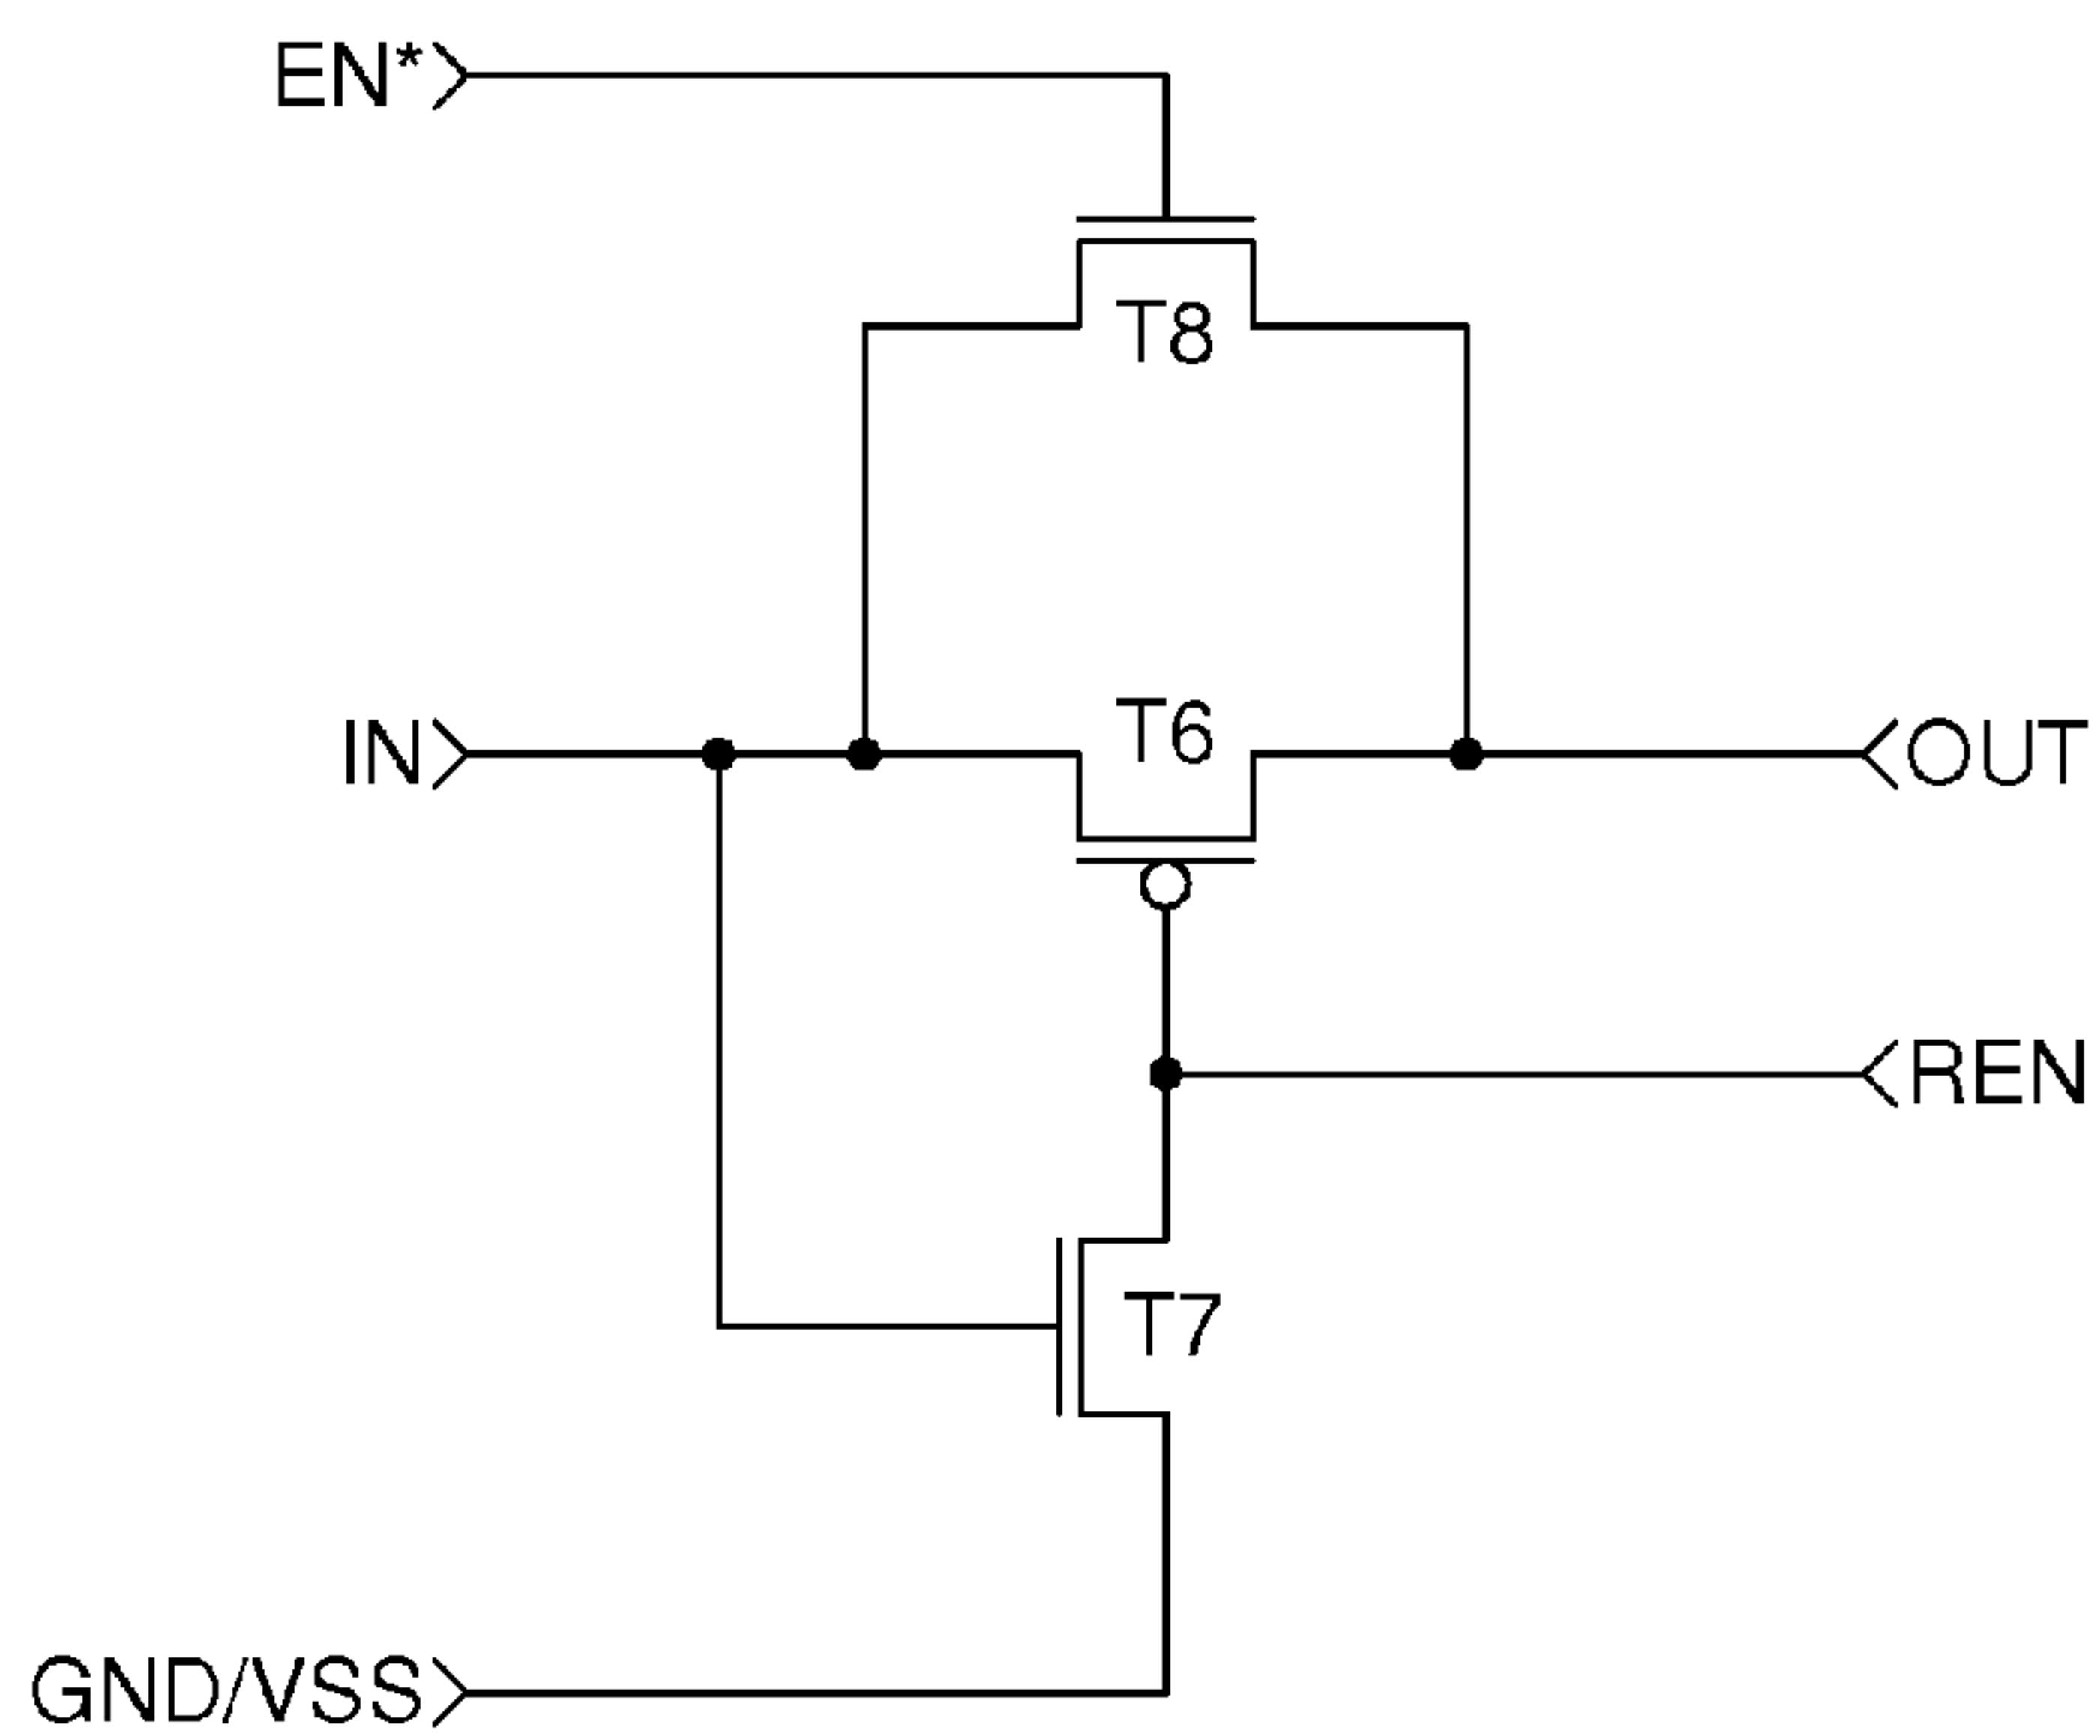 EN*
T8
IN
T6
OUT
REN
T7
GND/VSS